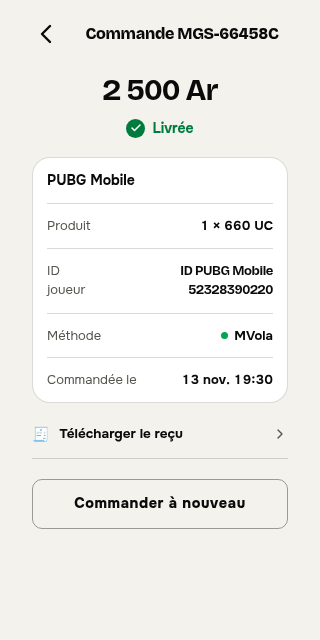 Commande MGS-66458C
2 500 Ar
Livrée
PUBG Mobile
Produit 1 × 660 UC
ID joueur ID PUBG Mobile 52328390220
Méthode MVola
Commandée le 13 nov. 19:30
Télécharger le reçu
Commander à nouveau